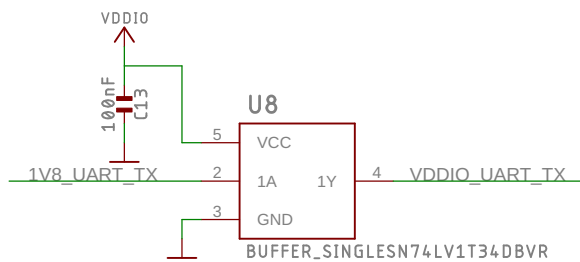 VDDIO
100nF
C13
U8
5
VCC
1V8_UART_TX
2
1A
1Y
4
VDDIO_UART_TX
3
GND
BUFFER_SINGLESN74LV1T34DBVR